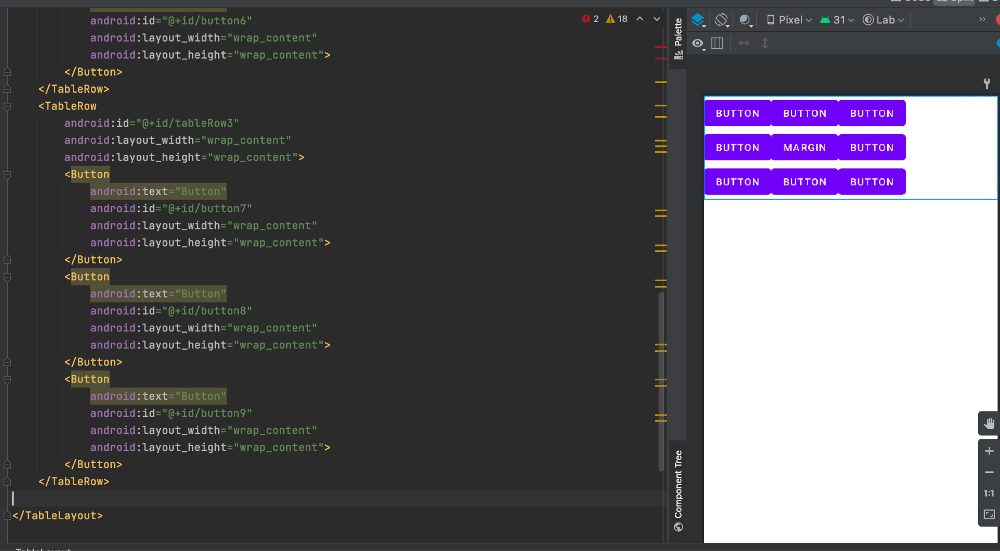 android:id="@+id/button6"
android:layout_width="wrap_content"
android:layout_height="wrap_content">
</Button>
</TableRow>
<TableRow
android:id="@+id/tableRow3"
android:layout_width="wrap_content"
android:layout_height="wrap_content">
<Button
android:text="Button"
android:id="@+id/button7"
android:layout_width="wrap_content"
android:layout_height="wrap_content">
</Button>
<Button
android:text="Button"
android:id="@+id/button8"
android:layout_width="wrap_content"
android:layout_height="wrap_content">
</Button>
<Button
android:text="Button"
android:id="@+id/button9"
android:layout_width="wrap_content"
android:layout_height="wrap_content">
</Button>
</TableRow>
</TableLayout>
2 18
Palette
Component Tree
Pixel 31 Lab
BUTTON BUTTON BUTTON
BUTTON MARGIN BUTTON
BUTTON BUTTON BUTTON
1:1